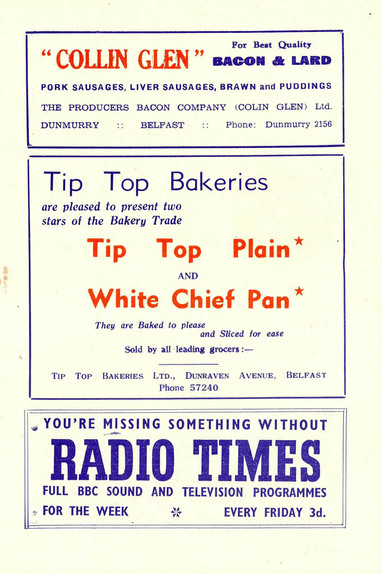 " COLLIN GLEN "
For Best Quality
BACON & LARD
PORK SAUSAGES, LIVER SAUSAGES, BRAWN and PUDDINGS
THE PRODUCERS BACON COMPANY (COLIN GLEN) Ltd.
DUNMURRY :: BELFAST :: Phone: Dunmurry 2156
Tip Top Bakeries
are pleased to present two
stars of the Bakery Trade
Tip Top Plain*
AND
White Chief Pan*
They are Baked to please
and Sliced for ease
Sold by all leading grocers:—
TIP TOP BAKERIES LTD., DUNRAVEN AVENUE, BELFAST
Phone 57240
YOU'RE MISSING SOMETHING WITHOUT
RADIO TIMES
FULL BBC SOUND AND TELEVISION PROGRAMMES
FOR THE WEEK * EVERY FRIDAY 3d.